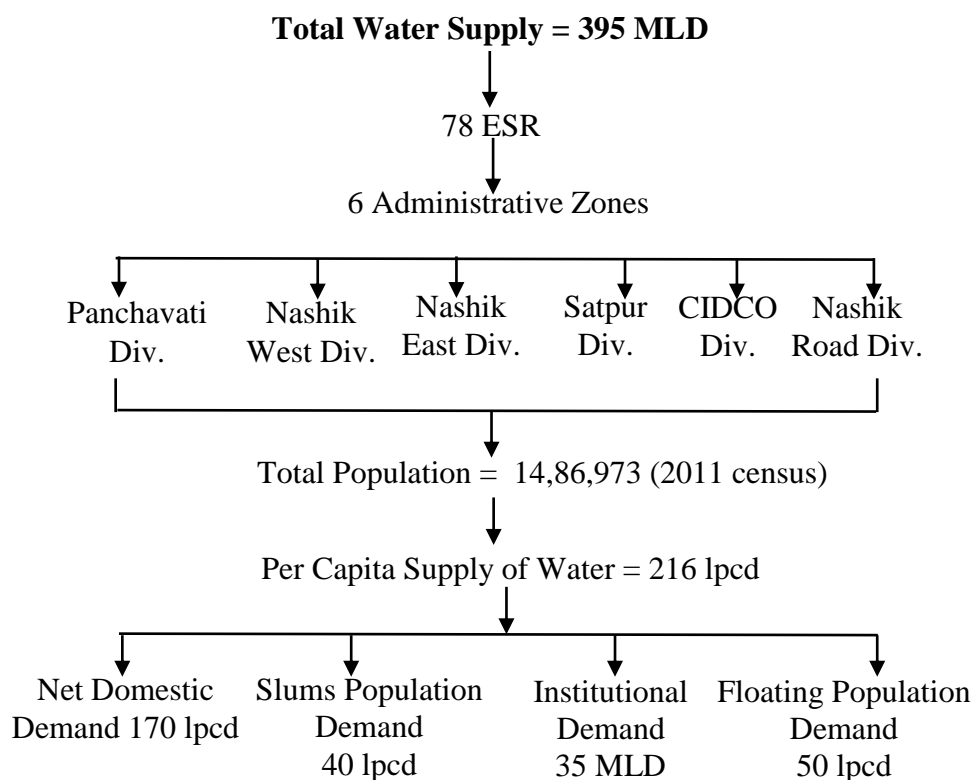 Total Water Supply = 395 MLD
78 ESR
6 Administrative Zones
Panchavati
Div.
Nashik
West Div.
Nashik
East Div.
Satpur
Div.
CIDCO
Div.
Nashik
Road Div.
Total Population = 14,86,973 (2011 census)
Per Capita Supply of Water = 216 lpcd
Net Domestic
Demand 170 lpcd
Slums Population
Demand
40 lpcd
Institutional
Demand
35 MLD
Floating Population
Demand
50 lpcd